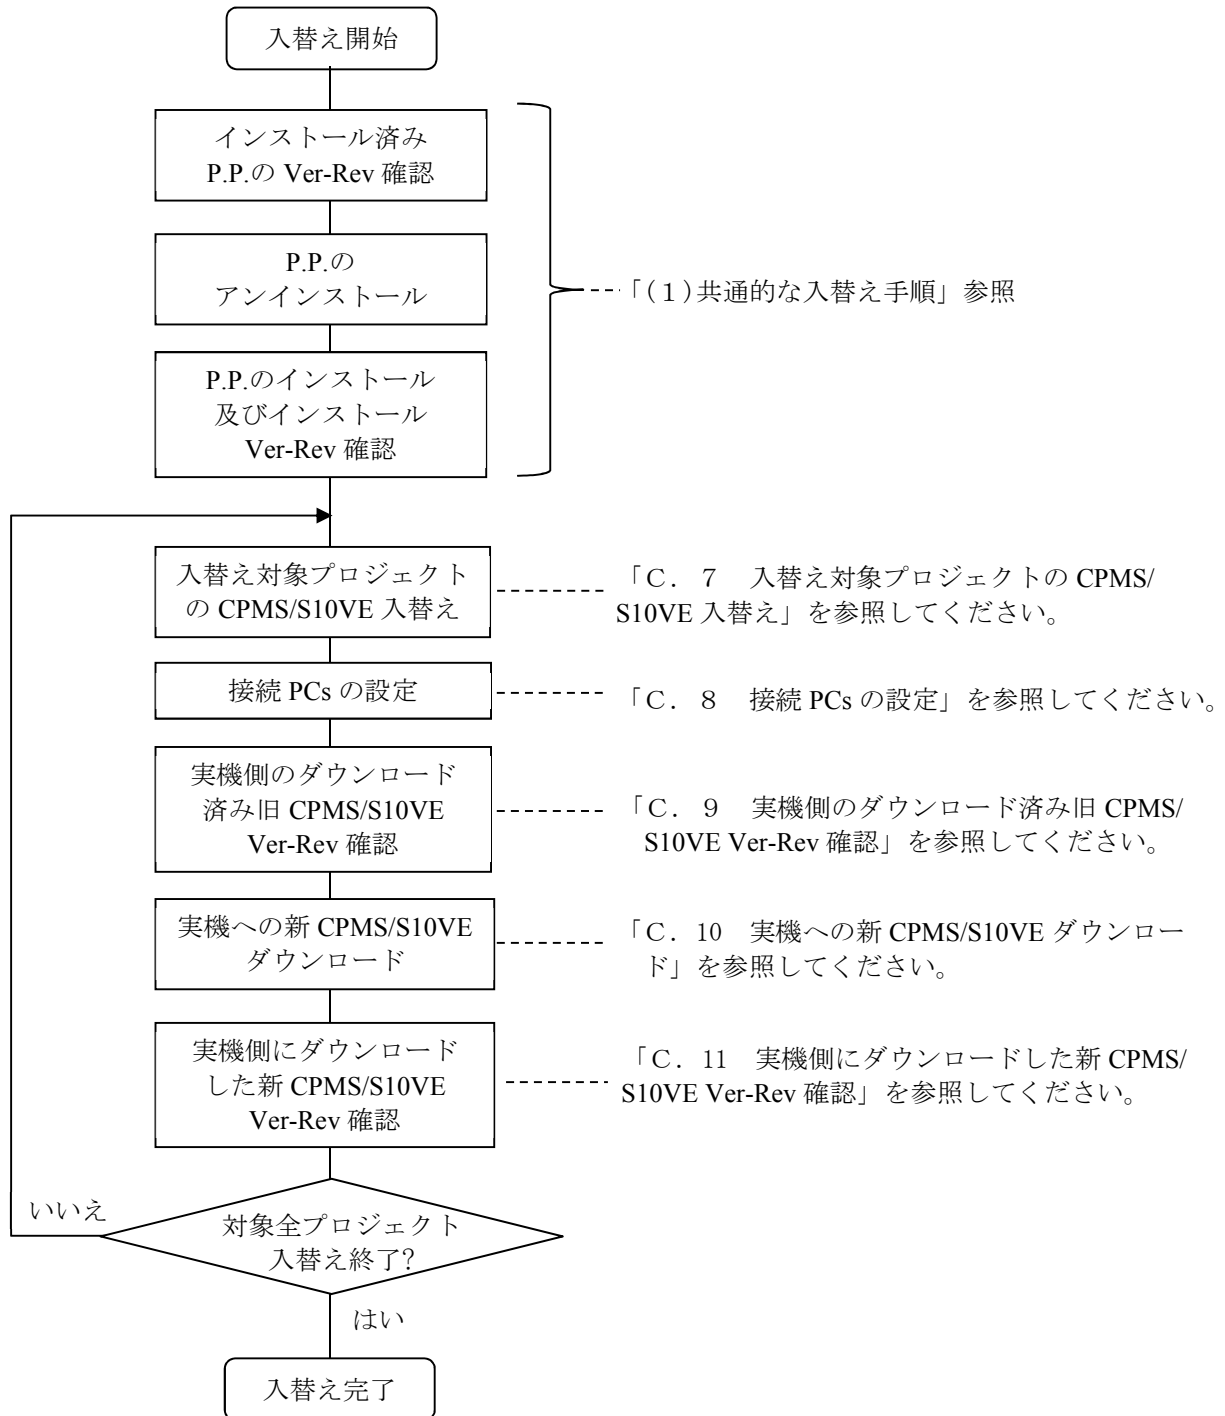 入替え開始
インストール済み
P.P.の Ver-Rev 確認
P.P.の
アンインストール
「(１)共通的な入替え手順」参照
P.P.のインストール
及びインストール
Ver-Rev 確認
入替え対象プロジェクト
の CPMS/S10VE 入替え
「Ｃ．７　入替え対象プロジェクトの CPMS/
S10VE 入替え」を参照してください。
接続 PCs の設定
「Ｃ．８　接続 PCs の設定」を参照してください。
実機側のダウンロード
済み旧 CPMS/S10VE
Ver-Rev 確認
「Ｃ．９　実機側のダウンロード済み旧 CPMS/
S10VE Ver-Rev 確認」を参照してください。
実機への新 CPMS/S10VE
ダウンロード
「Ｃ．10　実機への新 CPMS/S10VE ダウンロー
ド」を参照してください。
実機側にダウンロード
した新 CPMS/S10VE
Ver-Rev 確認
「Ｃ．11　実機側にダウンロードした新 CPMS/
S10VE Ver-Rev 確認」を参照してください。
いいえ
対象全プロジェクト
入替え終了?
はい
入替え完了